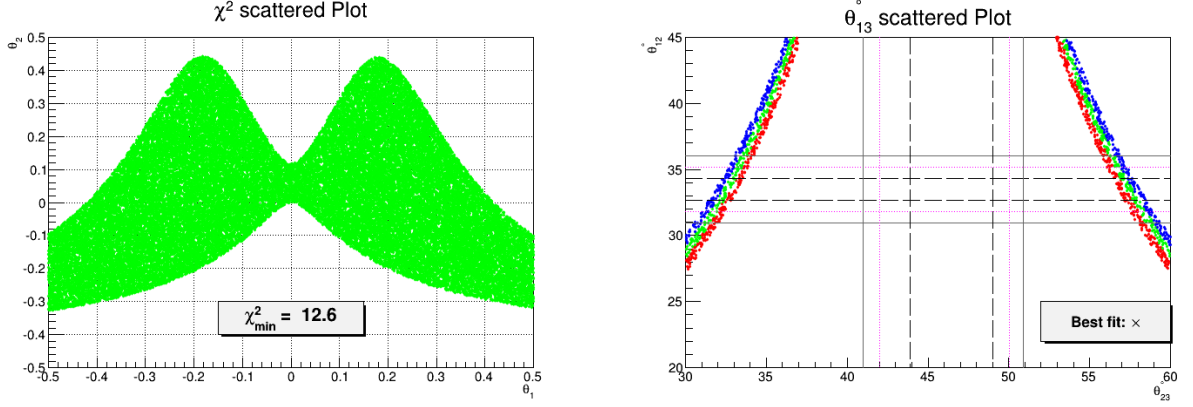 χ² scattered Plot
θ₂
0.5
0.4
0.3
0.2
0.1
0
-0.1
-0.2
-0.3
-0.4
-0.5
χ²min = 12.6
-0.5 -0.4 -0.3 -0.2 -0.1 0 0.1 0.2 0.3 0.4 0.5
θ₁
θ°₁₃ scattered Plot
θ°₁₂
45
40
35
30
25
20
Best fit: ×
30 35 40 45 50 55 60
θ°₂₃